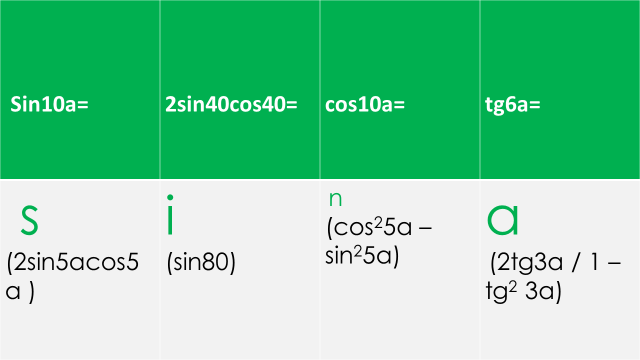 Sin10a=
2sin40cos40=
cos10a=
tg6a=
s
(2sin5acos5
a )
i
(sin80)
n
(cos²5a –
sin²5a)
a
(2tg3a / 1 –
tg² 3a)